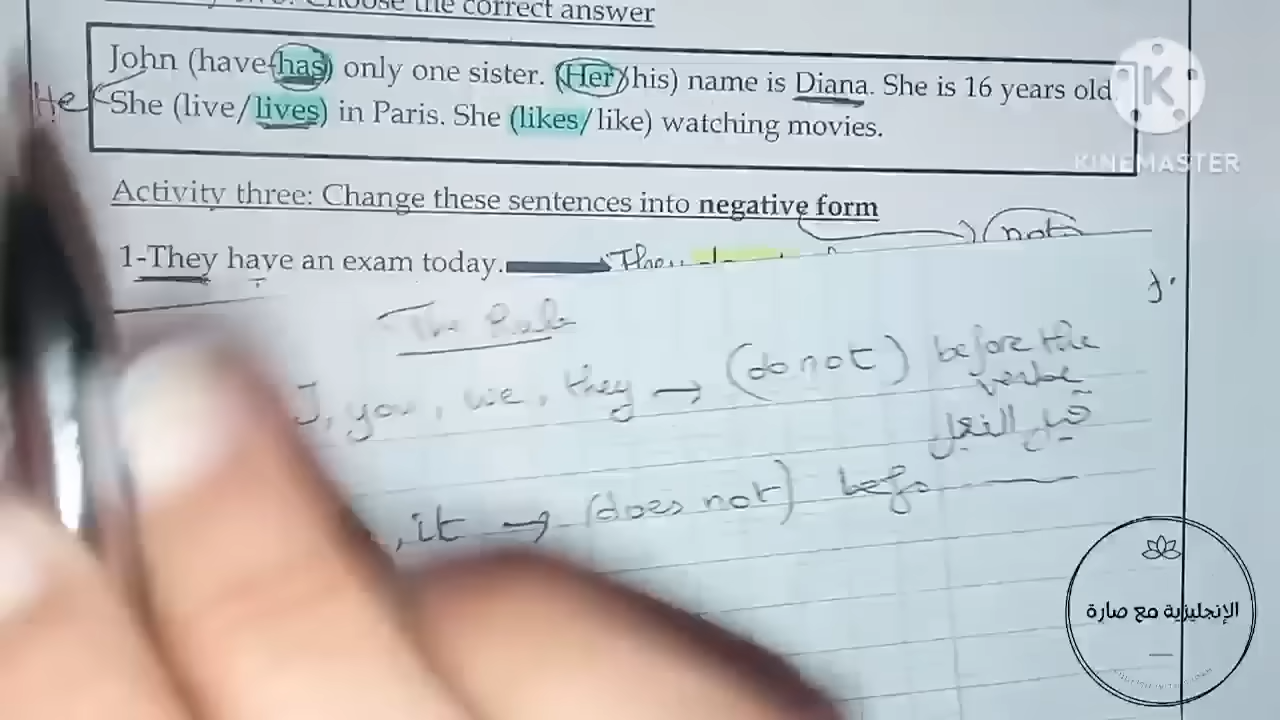 Choose the correct answer
John (have/has) only one sister. (Her/his) name is Diana. She is 16 years old
He
She (live/lives) in Paris. She (likes/like) watching movies.
KINEMASTER
Activity three: Change these sentences into negative form
not
1-They have an exam today.
The Rule
I, you, we, they → (do not) before the
verbe
قبل الفعل
, it → (does not) befo
الإنجليزية مع صارة